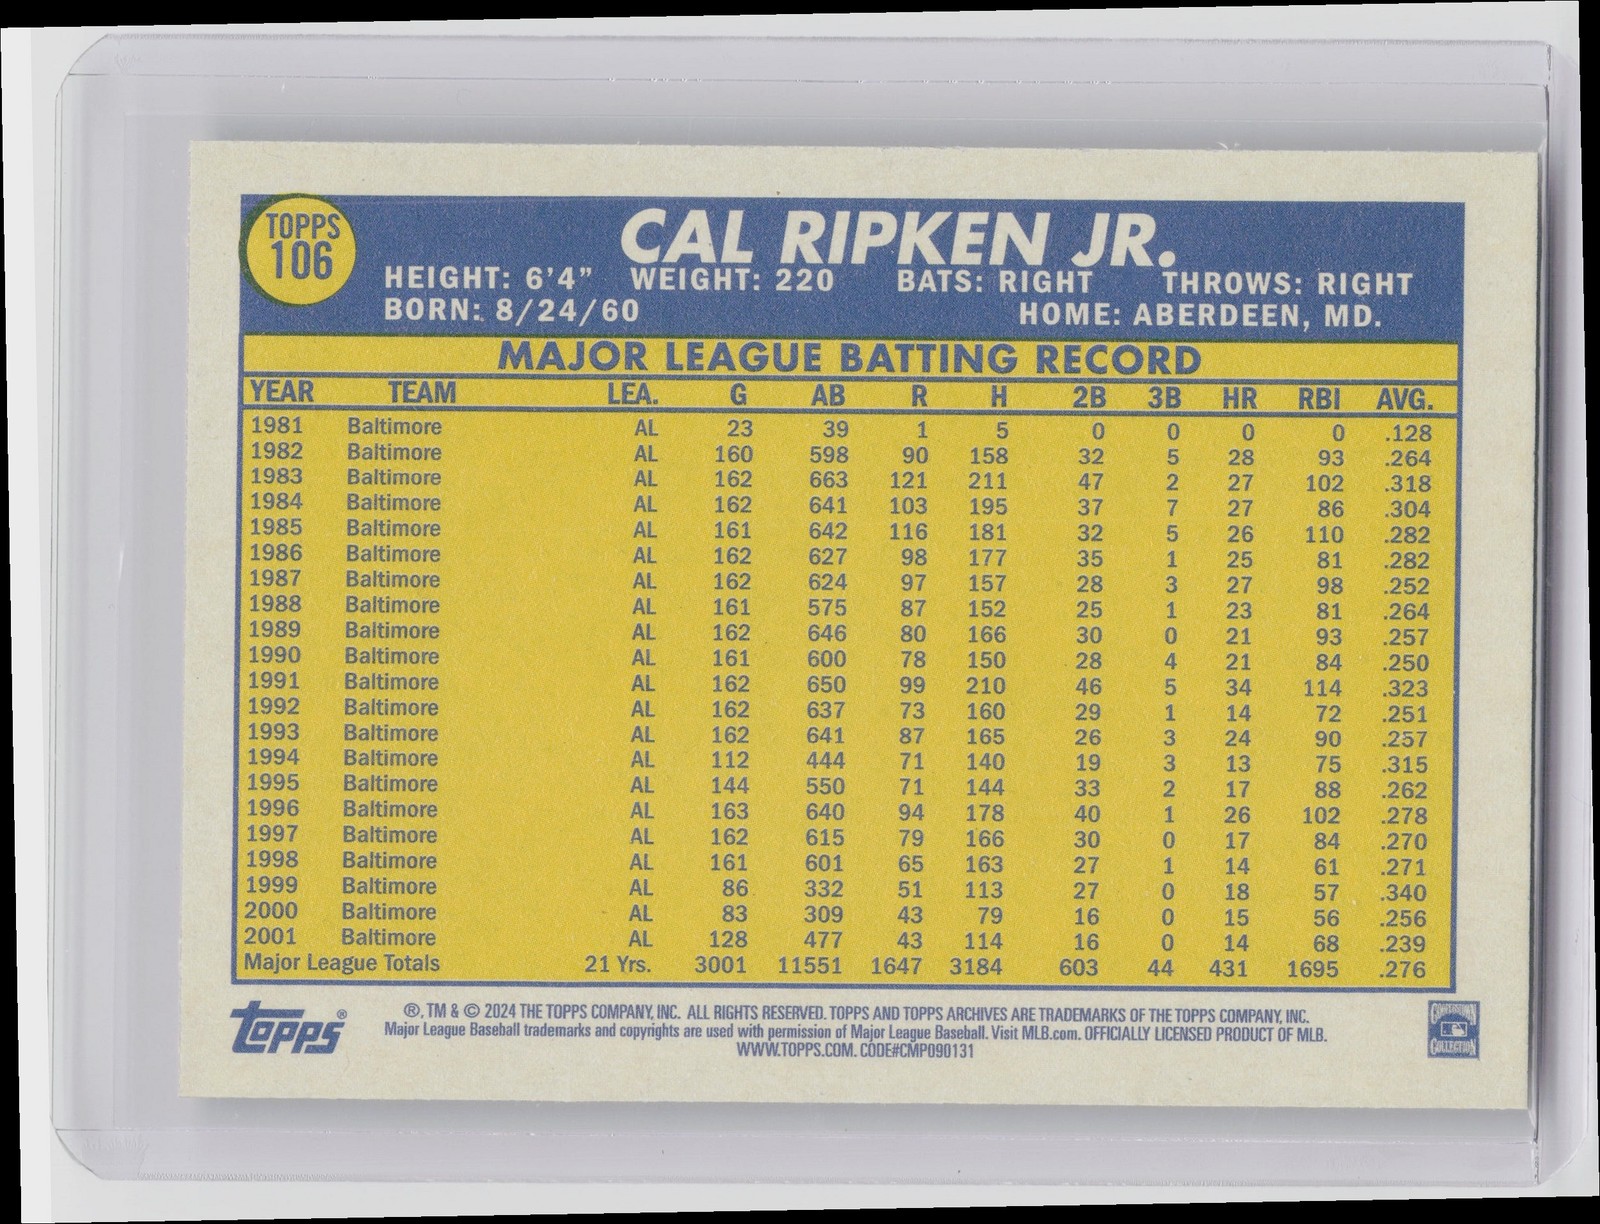 TOPPS
106
CAL RIPKEN JR.
HEIGHT: 6'4" WEIGHT: 220 BATS: RIGHT THROWS: RIGHT
BORN: 8/24/60 HOME: ABERDEEN, MD.
MAJOR LEAGUE BATTING RECORD
YEAR TEAM LEA. G AB R H 2B 3B HR RBI AVG.
1981 Baltimore AL 23 39 1 5 0 0 0 0 .128
1982 Baltimore AL 160 598 90 158 32 5 28 93 .264
1983 Baltimore AL 162 663 121 211 47 2 27 102 .318
1984 Baltimore AL 162 641 103 195 37 7 27 86 .304
1985 Baltimore AL 161 642 116 181 32 5 26 110 .282
1986 Baltimore AL 162 627 98 177 35 1 25 81 .282
1987 Baltimore AL 162 624 97 157 28 3 27 98 .252
1988 Baltimore AL 161 575 87 152 25 1 23 81 .264
1989 Baltimore AL 162 646 80 166 30 0 21 93 .257
1990 Baltimore AL 161 600 78 150 28 4 21 84 .250
1991 Baltimore AL 162 650 99 210 46 5 34 114 .323
1992 Baltimore AL 162 637 73 160 29 1 14 72 .251
1993 Baltimore AL 162 641 87 165 26 3 24 90 .257
1994 Baltimore AL 112 444 71 140 19 3 13 75 .315
1995 Baltimore AL 144 550 71 144 33 2 17 88 .262
1996 Baltimore AL 163 640 94 178 40 1 26 102 .278
1997 Baltimore AL 162 615 79 166 30 0 17 84 .270
1998 Baltimore AL 161 601 65 163 27 1 14 61 .271
1999 Baltimore AL 86 332 51 113 27 0 18 57 .340
2000 Baltimore AL 83 309 43 79 16 0 15 56 .256
2001 Baltimore AL 128 477 43 114 16 0 14 68 .239
Major League Totals 21 Yrs. 3001 11551 1647 3184 603 44 431 1695 .276
topps®
®, TM & © 2024 THE TOPPS COMPANY, INC. ALL RIGHTS RESERVED. TOPPS AND TOPPS ARCHIVES ARE TRADEMARKS OF THE TOPPS COMPANY, INC.
Major League Baseball trademarks and copyrights are used with permission of Major League Baseball. Visit MLB.com. OFFICIALLY LICENSED PRODUCT OF MLB.
WWW.TOPPS.COM. CODE#CMP090131
COOPERSTOWN
COLLECTION